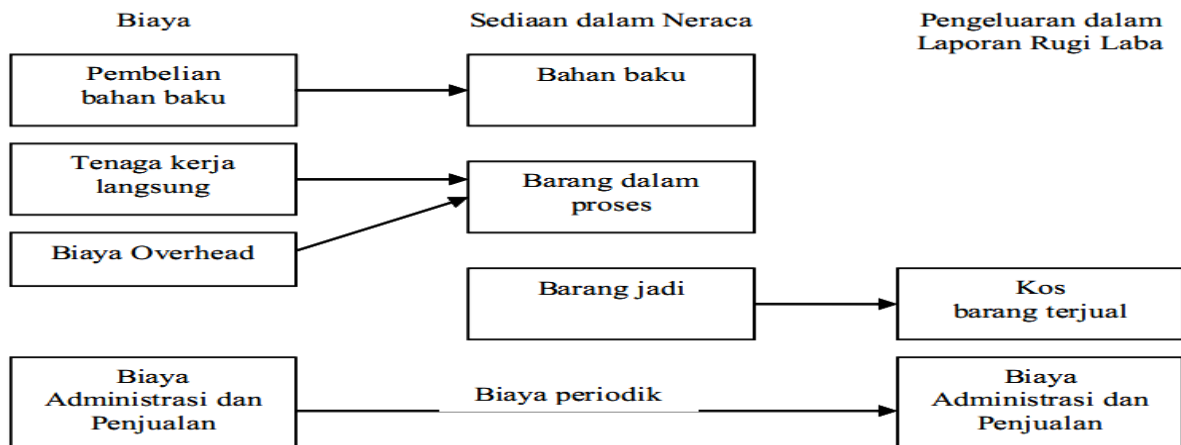 Biaya
Sediaan dalam Neraca
Pengeluaran dalam
Laporan Rugi Laba
Pembelian
bahan baku
Bahan baku
Tenaga kerja
langsung
Barang dalam
proses
Biaya Overhead
Barang jadi
Kos
barang terjual
Biaya
Administrasi dan
Penjualan
Biaya periodik
Biaya
Administrasi dan
Penjualan